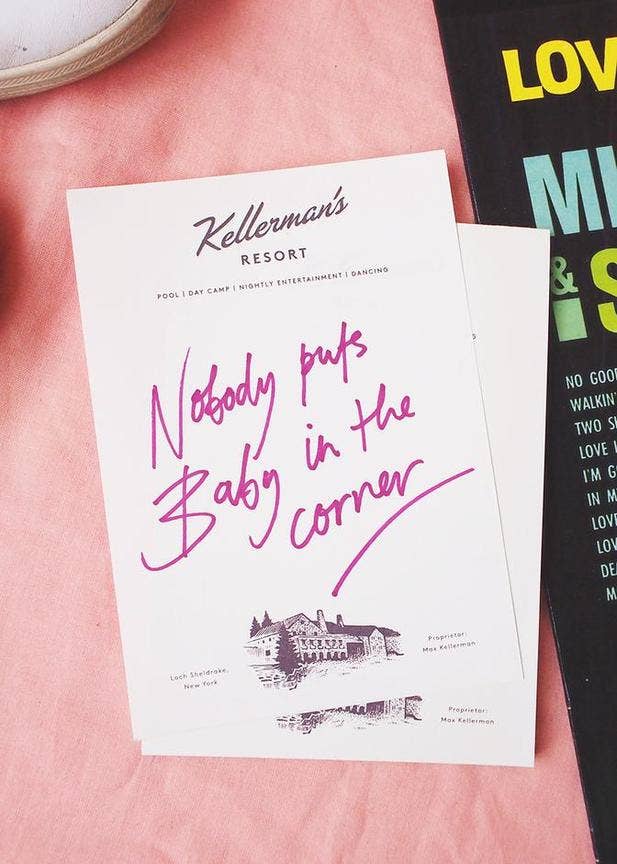 Kellerman's
RESORT
POOL | DAY CAMP | NIGHTLY ENTERTAINMENT | DANCING
Nobody puts
Baby in the
corner
Loch Sheldrake,
New York
Proprietor:
Max Kellerman
Proprietor:
Max Kellerman
LOV
MI
&
S
NO GOO
WALKIN'
TWO S
LOVE I
I'M G
IN M
LOVE
LOV
DEA
M